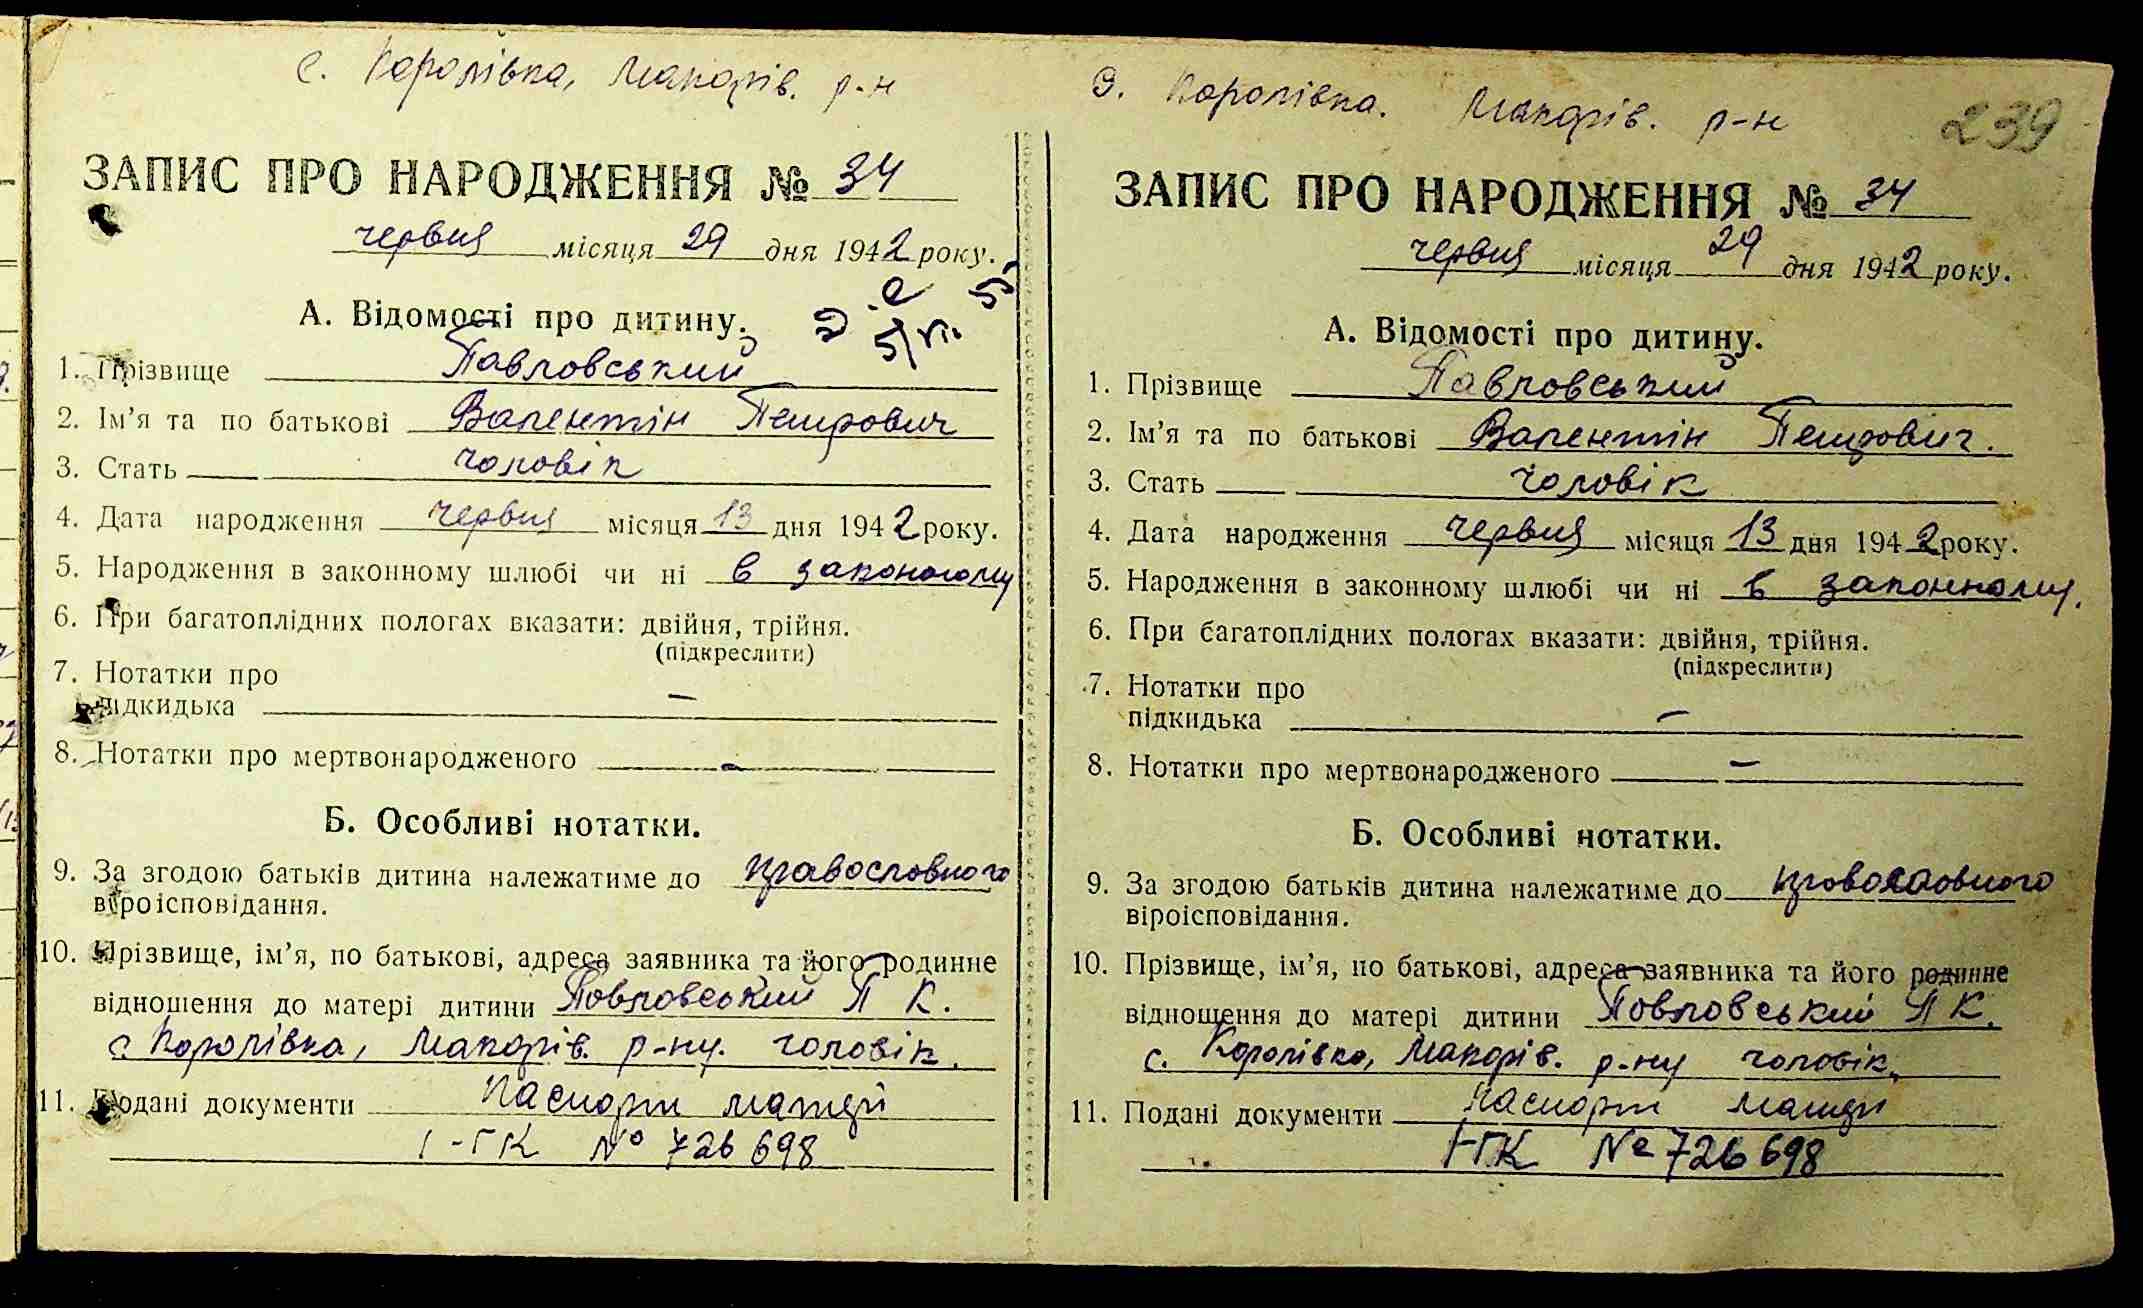 с. Королівка, Макарів. р-н
ЗАПИС ПРО НАРОДЖЕННЯ № 34
червця місяця 29 дня 1942 року.
А. Відомості про дитину.
1. Прізвище Павловський
2. Ім'я та по батькові Валентін Петрович
3. Стать чоловік
4. Дата народження червця місяця 13 дня 1942 року.
5. Народження в законному шлюбі чи ні в законному
6. При багатоплідних пологах вказати: двійня, трійня.
(підкреслити)
7. Нотатки про
підкидька —
8. Нотатки про мертвонародженого —
Б. Особливі нотатки.
9. За згодою батьків дитина належатиме до православного
віроісповідання.
10. Прізвище, ім'я, по батькові, адреса заявника та його родинне
відношення до матері дитини Павловський П К.
с. Королівка, Макарів. р-ну. чоловік.
11. Подані документи Паспорт матері
І-ГК № 726698
с. Королівка. Макарів. р-н
239
ЗАПИС ПРО НАРОДЖЕННЯ № 34
червця місяця 29 дня 1942 року.
А. Відомості про дитину.
1. Прізвище Павловський
2. Ім'я та по батькові Валентін Петрович.
3. Стать чоловік
4. Дата народження червця місяця 13 дня 1942 року.
5. Народження в законному шлюбі чи ні в законному.
6. При багатоплідних пологах вказати: двійня, трійня.
(підкреслити)
7. Нотатки про
підкидька —
8. Нотатки про мертвонародженого —
Б. Особливі нотатки.
9. За згодою батьків дитина належатиме до православного
віроісповідання.
10. Прізвище, ім'я, по батькові, адреса заявника та його родинне
відношення до матері дитини Павловський П К.
с. Королівка, Макарів. р-ну чоловік.
11. Подані документи Паспорт матері
І-ГК № 726698